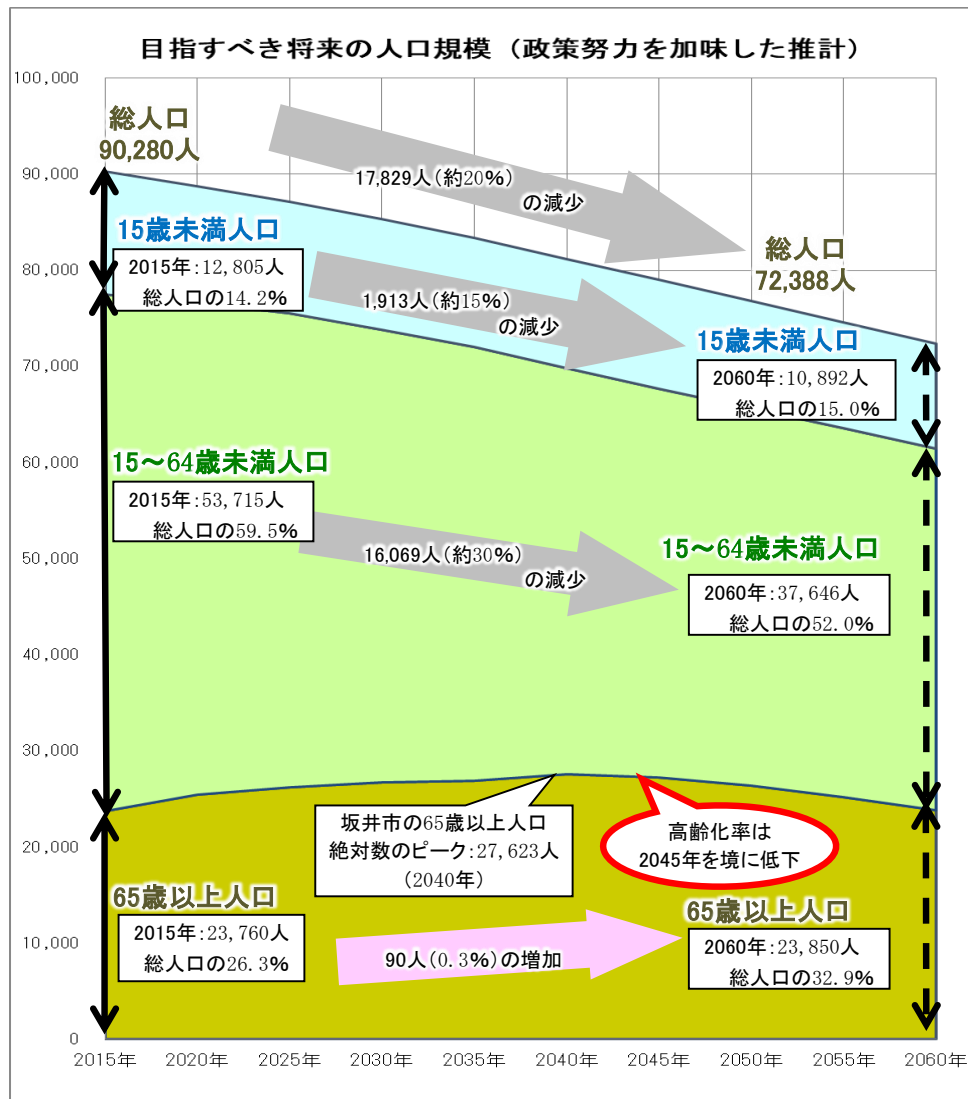 目指すべき将来の人口規模（政策努力を加味した推計）
100,000
90,000
80,000
70,000
60,000
50,000
40,000
30,000
20,000
10,000
0
総人口
90,280人
17,829人（約20%）
の減少
総人口
72,388人
15歳未満人口
2015年：12,805人
総人口の14.2%
1,913人（約15%）
の減少
15歳未満人口
2060年：10,892人
総人口の15.0%
15～64歳未満人口
2015年：53,715人
総人口の59.5%
16,069人（約30%）
の減少
15～64歳未満人口
2060年：37,646人
総人口の52.0%
坂井市の65歳以上人口
絶対数のピーク：27,623人
（2040年）
高齢化率は
2045年を境に低下
65歳以上人口
2015年：23,760人
総人口の26.3%
90人（0.3%）の増加
65歳以上人口
2060年：23,850人
総人口の32.9%
2015年 2020年 2025年 2030年 2035年 2040年 2045年 2050年 2055年 2060年